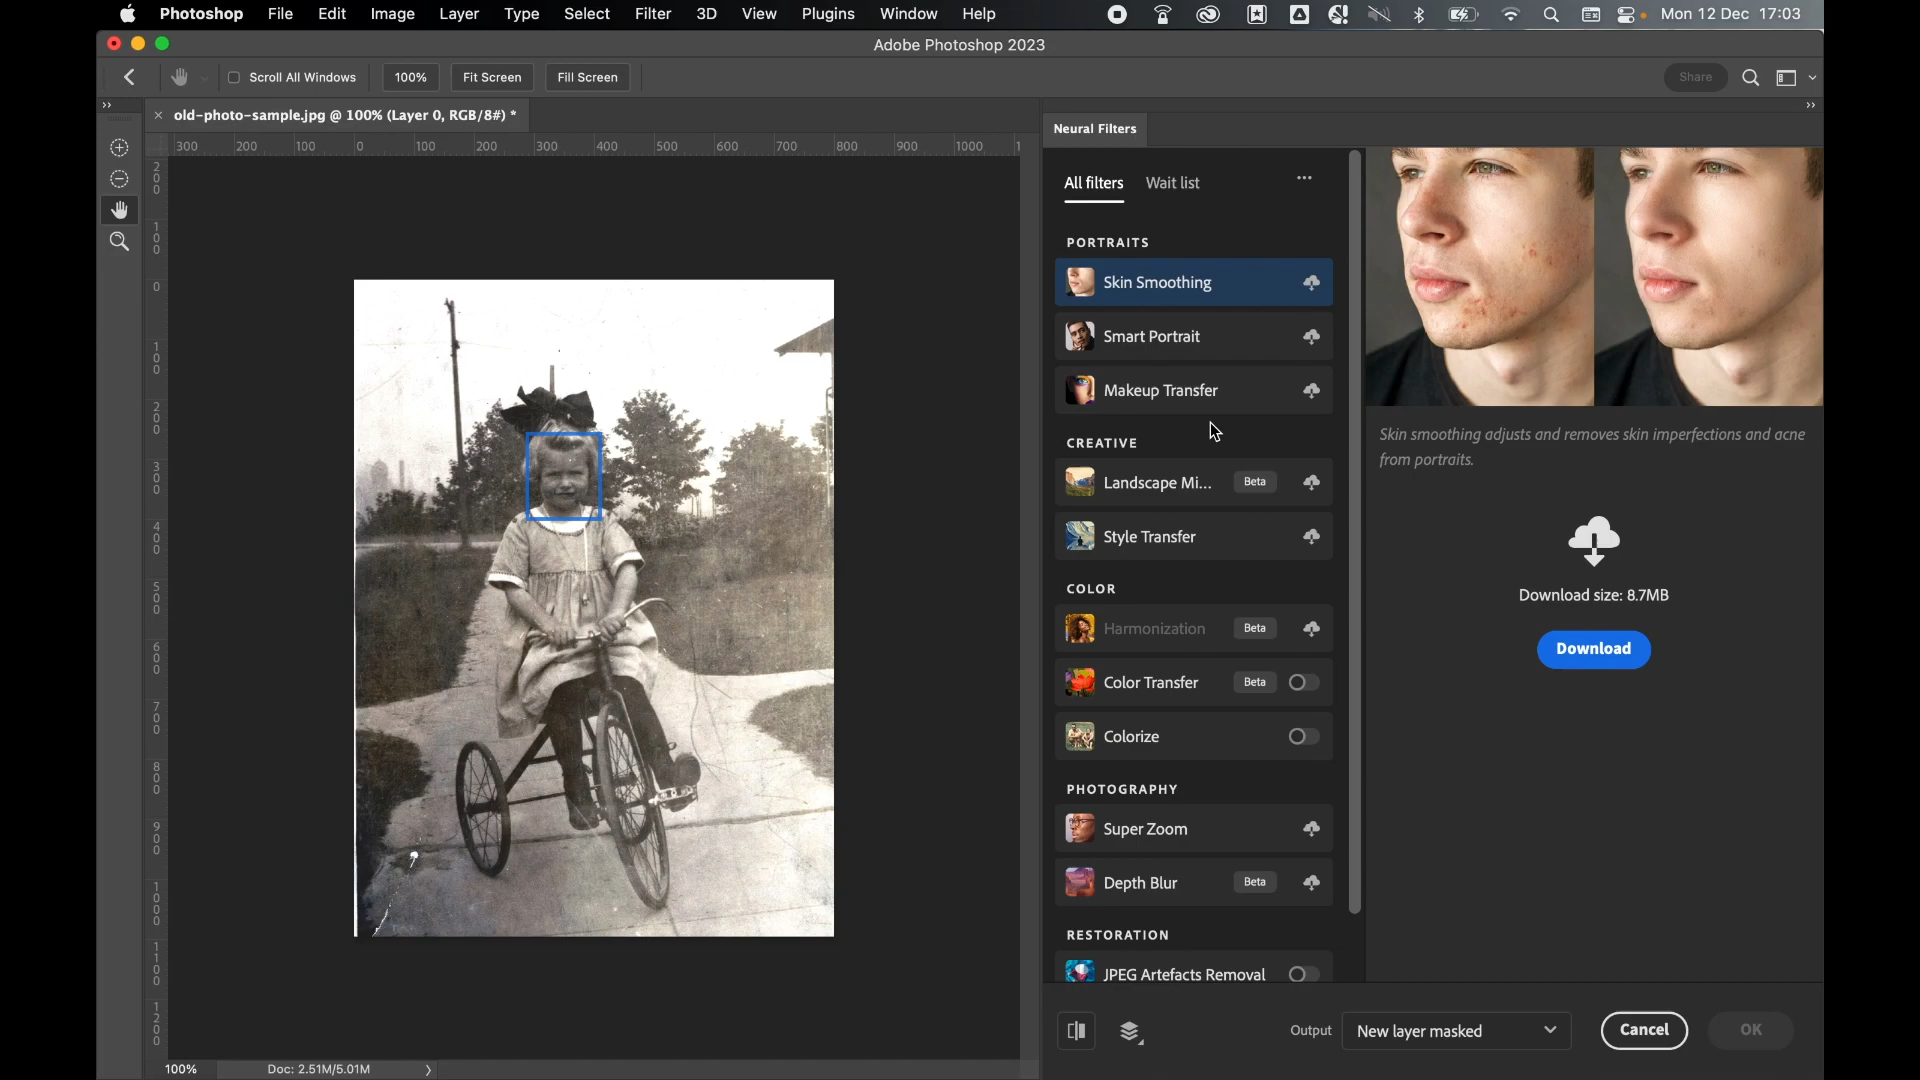 Photoshop File Edit Image Layer Type Select Filter 3D View Plugins Window Help Mon 12 Dec 17:03
Adobe Photoshop 2023
Scroll All Windows 100% Fit Screen Fill Screen Share
old-photo-sample.jpg @ 100% (Layer 0, RGB/8#) *
Neural Filters
300 200 100 0 100 200 300 400 500 600 700 800 900 1000 1
200
100
0
100
200
300
400
500
600
700
800
900
1000
1100
1200
All filters Wait list ...
PORTRAITS
Skin Smoothing
Smart Portrait
Makeup Transfer
CREATIVE
Landscape Mi... Beta
Style Transfer
COLOR
Harmonization Beta
Color Transfer Beta
Colorize
PHOTOGRAPHY
Super Zoom
Depth Blur Beta
RESTORATION
JPEG Artefacts Removal
Skin smoothing adjusts and removes skin imperfections and acne
from portraits.
Download size: 8.7MB
Download
Output New layer masked Cancel OK
100% Doc: 2.51M/5.01M